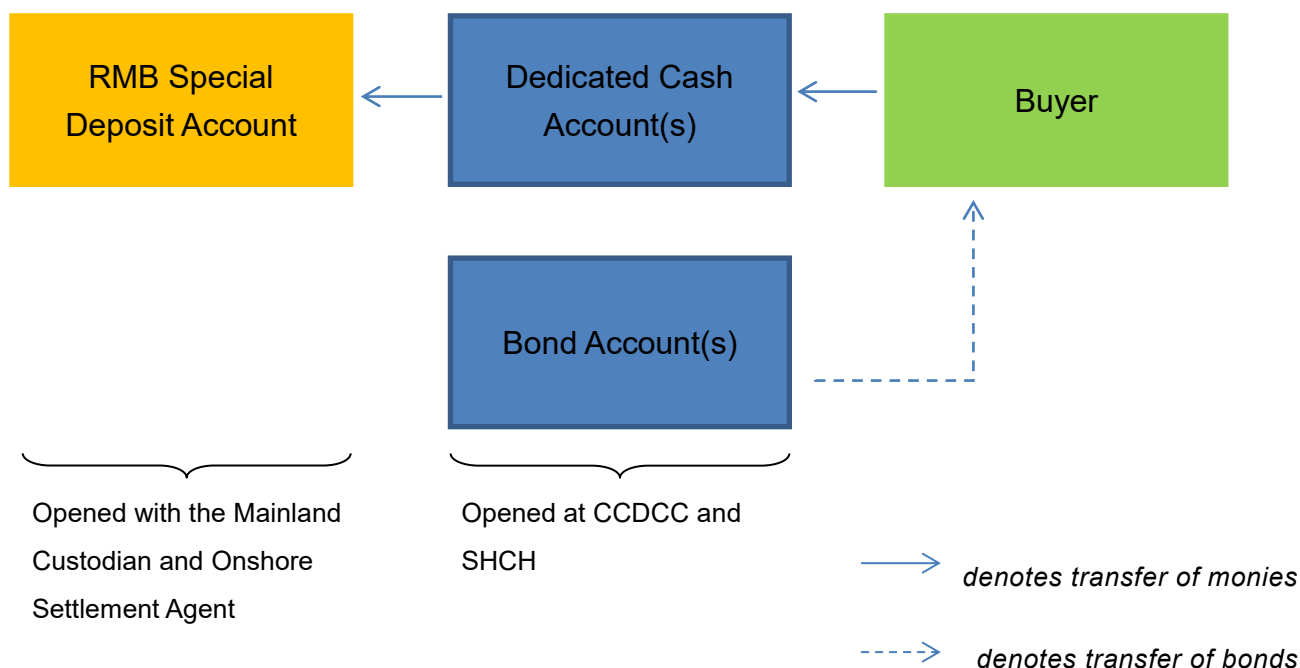 RMB Special
Deposit Account
Dedicated Cash
Account(s)
Buyer
Bond Account(s)
Opened with the Mainland
Custodian and Onshore
Settlement Agent
Opened at CCDCC and
SHCH
denotes transfer of monies
denotes transfer of bonds